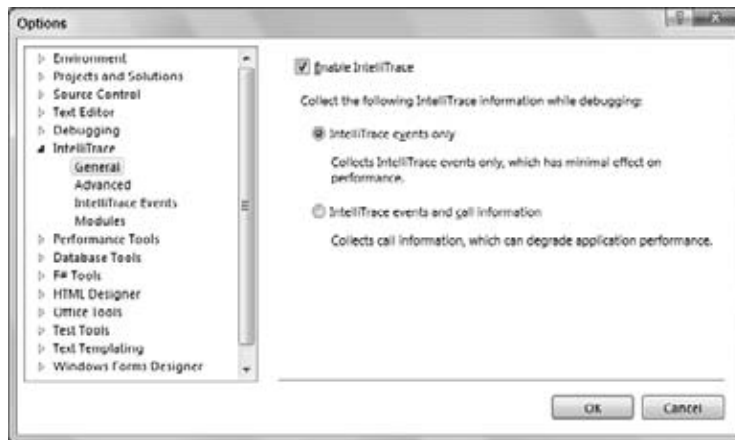 Options
Environment
Projects and Solutions
Source Control
Text Editor
Debugging
IntelliTrace
General
Advanced
IntelliTrace Events
Modules
Performance Tools
Database Tools
F# Tools
HTML Designer
Office Tools
Test Tools
Text Templating
Windows Forms Designer
Enable IntelliTrace
Collect the following IntelliTrace information while debugging:
IntelliTrace events only
Collects IntelliTrace events only, which has minimal effect on
performance.
IntelliTrace events and call information
Collects call information, which can degrade application performance.
OK
Cancel